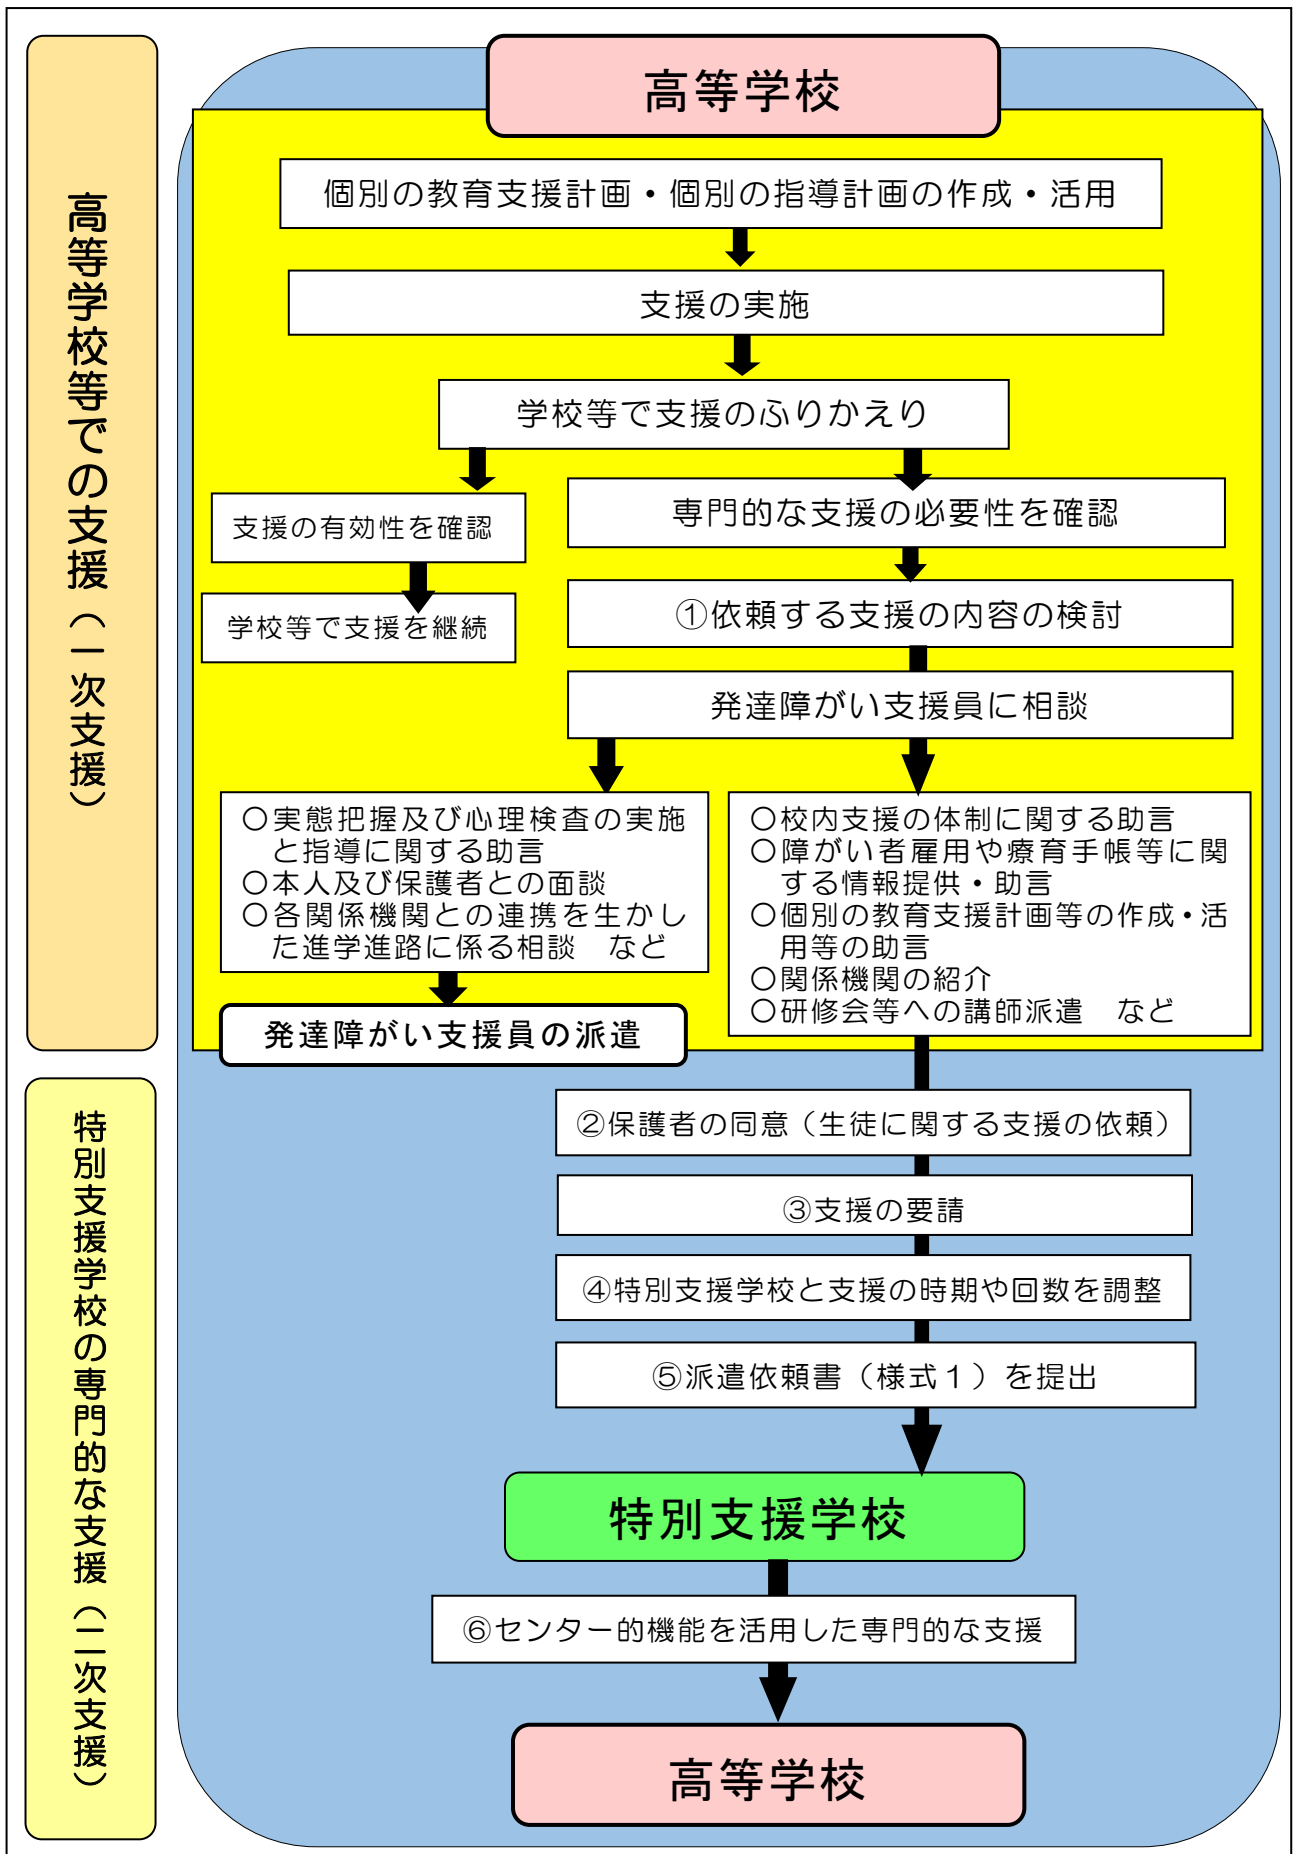 高等学校等での支援（一次支援）
高等学校
個別の教育支援計画・個別の指導計画の作成・活用
支援の実施
学校等で支援のふりかえり
支援の有効性を確認
専門的な支援の必要性を確認
学校等で支援を継続
①依頼する支援の内容の検討
発達障がい支援員に相談
○実態把握及び心理検査の実施
と指導に関する助言
○本人及び保護者との面談
○各関係機関との連携を生かし
た進学進路に係る相談　など
発達障がい支援員の派遣
○校内支援の体制に関する助言
○障がい者雇用や療育手帳等に関
する情報提供・助言
○個別の教育支援計画等の作成・活
用等の助言
○関係機関の紹介
○研修会等への講師派遣　など
特別支援学校の専門的な支援（二次支援）
②保護者の同意（生徒に関する支援の依頼）
③支援の要請
④特別支援学校と支援の時期や回数を調整
⑤派遣依頼書（様式１）を提出
特別支援学校
⑥センター的機能を活用した専門的な支援
高等学校